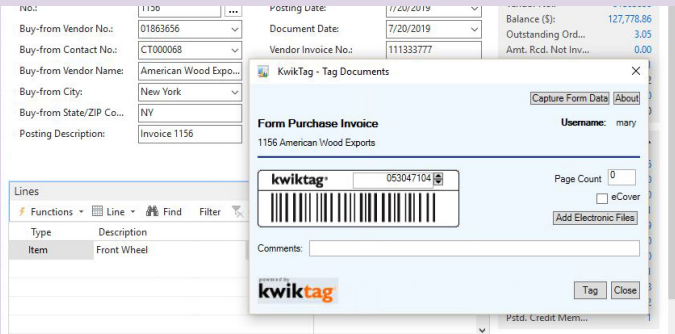 No.: 1156 ... Posting Date: 7/20/2019
Buy-from Vendor No.: 01863656 Document Date: 7/20/2019
Buy-from Contact No.: CT000068 Vendor Invoice No.: 111333777
Buy-from Vendor Name: American Wood Expo...
Buy-from City: New York
Buy-from State/ZIP Co... NY
Posting Description: Invoice 1156
Balance ($): 127,778.86
Outstanding Ord... 3.05
Amt. Rcd. Not Inv... 0.00
KwikTag - Tag Documents
Capture Form Data About
Form Purchase Invoice Username: mary
1156 American Wood Exports
kwiktag 053047104 Page Count 0
eCover
Add Electronic Files
Comments:
powered by
kwiktag Tag Close
Lines
Functions Line Find Filter
Type Description
Item Front Wheel
Pstd. Credit Mem... 1